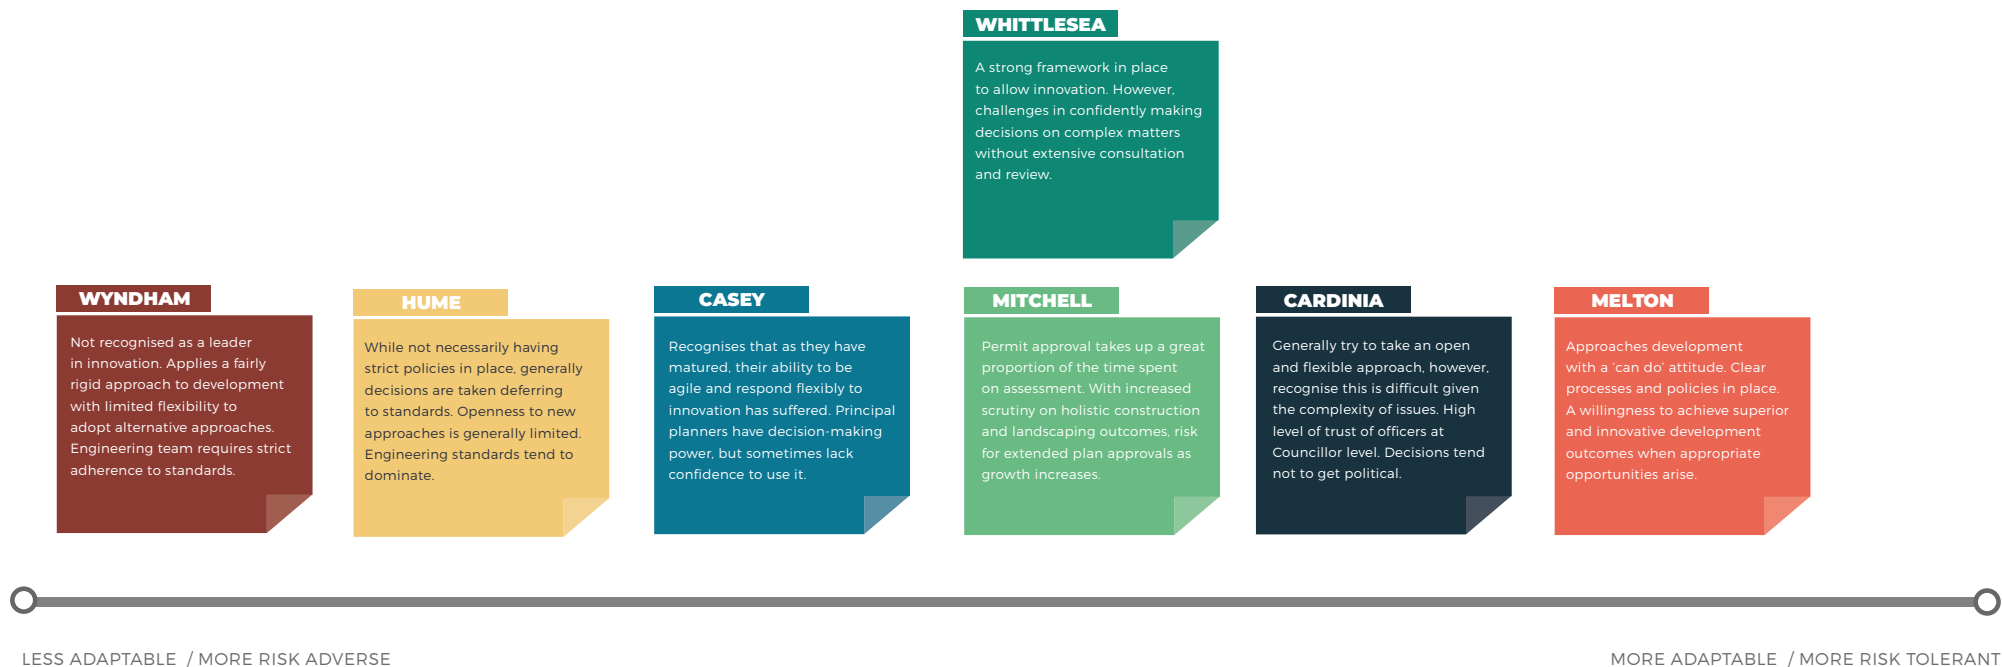 WHITTLESEA
A strong framework in place
to allow innovation. However,
challenges in confidently making
decisions on complex matters
without extensive consultation
and review.
WYNDHAM
Not recognised as a leader
in innovation. Applies a fairly
rigid approach to development
with limited flexibility to
adopt alternative approaches.
Engineering team requires strict
adherence to standards.
HUME
While not necessarily having
strict policies in place, generally
decisions are taken deferring
to standards. Openness to new
approaches is generally limited.
Engineering standards tend to
dominate.
CASEY
Recognises that as they have
matured, their ability to be
agile and respond flexibly to
innovation has suffered. Principal
planners have decision-making
power, but sometimes lack
confidence to use it.
MITCHELL
Permit approval takes up a great
proportion of the time spent
on assessment. With increased
scrutiny on holistic construction
and landscaping outcomes, risk
for extended plan approvals as
growth increases.
CARDINIA
Generally try to take an open
and flexible approach, however,
recognise this is difficult given
the complexity of issues. High
level of trust of officers at
Councillor level. Decisions tend
not to get political.
MELTON
Approaches development
with a ‘can do’ attitude. Clear
processes and policies in place.
A willingness to achieve superior
and innovative development
outcomes when appropriate
opportunities arise.
LESS ADAPTABLE / MORE RISK ADVERSE
MORE ADAPTABLE / MORE RISK TOLERANT